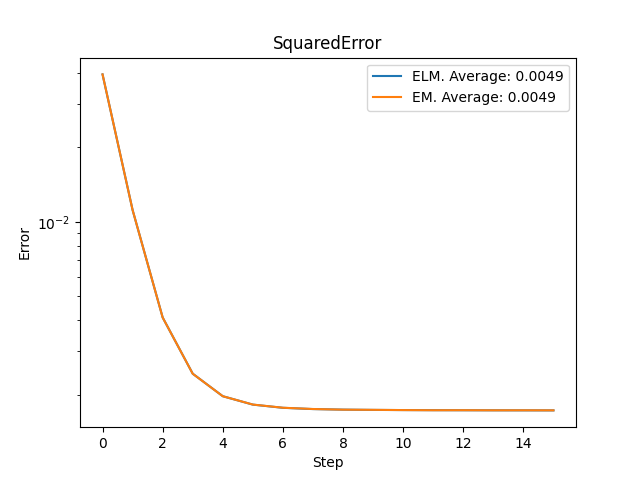 SquaredError
ELM. Average: 0.0049
EM. Average: 0.0049
10⁻²
Error
0 2 4 6 8 10 12 14
Step